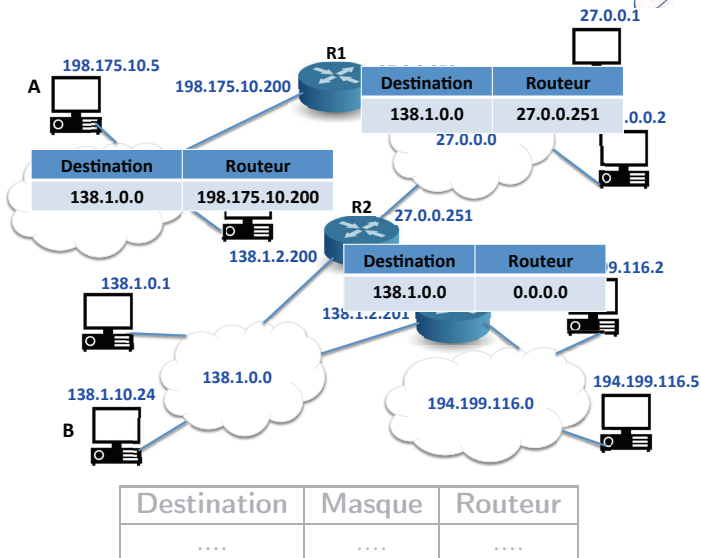 27.0.0.1
R1
198.175.10.5
A
198.175.10.200
Destination Routeur
138.1.0.0 27.0.0.251
.0.0.2
27.0.0.0
Destination Routeur
138.1.0.0 198.175.10.200
R2
27.0.0.251
138.1.2.200
Destination Routeur
138.1.0.0 0.0.0.0
99.116.2
138.1.0.1
138.1.2.201
138.1.0.0
138.1.10.24
B
194.199.116.0
194.199.116.5
Destination Masque Routeur
.... .... ....